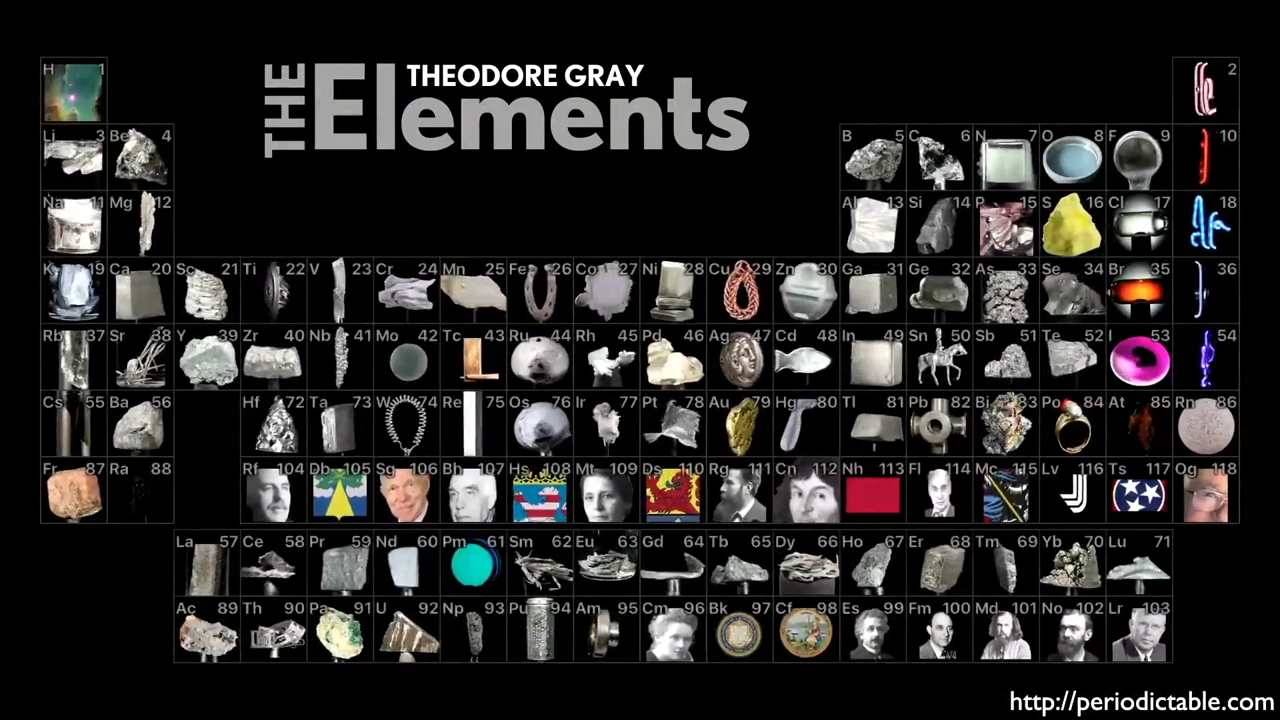 THEODORE GRAY
THE Elements
H 1 2
Li 3 Be 4 B 5 C 6 N 7 O 8 F 9 10
Na 11 Mg 12 Al 13 Si 14 P 15 S 16 Cl 17 18
K 19 Ca 20 Sc 21 Ti 22 V 23 Cr 24 Mn 25 Fe 26 Co 27 Ni 28 Cu 29 Zn 30 Ga 31 Ge 32 As 33 Se 34 Br 35 36
Rb 37 Sr 38 Y 39 Zr 40 Nb 41 Mo 42 Tc 43 Ru 44 Rh 45 Pd 46 Ag 47 Cd 48 In 49 Sn 50 Sb 51 Te 52 I 53 54
Cs 55 Ba 56 Hf 72 Ta 73 W 74 Re 75 Os 76 Ir 77 Pt 78 Au 79 Hg 80 Tl 81 Pb 82 Bi 83 Po 84 At 85 Rn 86
Fr 87 Ra 88 Rf 104 Db 105 Sg 106 Bh 107 Hs 108 Mt 109 Ds 110 Rg 111 Cn 112 Nh 113 Fl 114 Mc 115 Lv 116 Ts 117 Og 118
La 57 Ce 58 Pr 59 Nd 60 Pm 61 Sm 62 Eu 63 Gd 64 Tb 65 Dy 66 Ho 67 Er 68 Tm 69 Yb 70 Lu 71
Ac 89 Th 90 Pa 91 U 92 Np 93 Pu 94 Am 95 Cm 96 Bk 97 Cf 98 Es 99 Fm 100 Md 101 No 102 Lr 103
http://periodictable.com